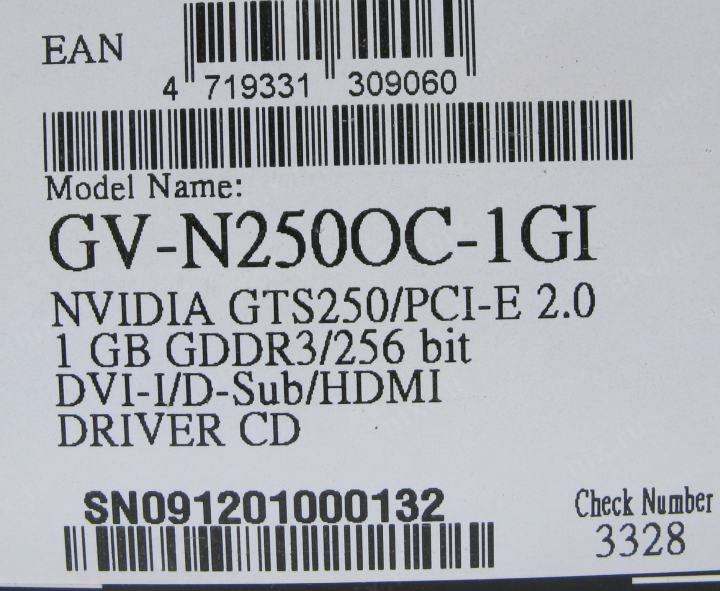 EAN
4 719331 309060
Model Name:
GV-N250OC-1GI
NVIDIA GTS250/PCI-E 2.0
1 GB GDDR3/256 bit
DVI-I/D-Sub/HDMI
DRIVER CD
SN091201000132
Check Number
3328